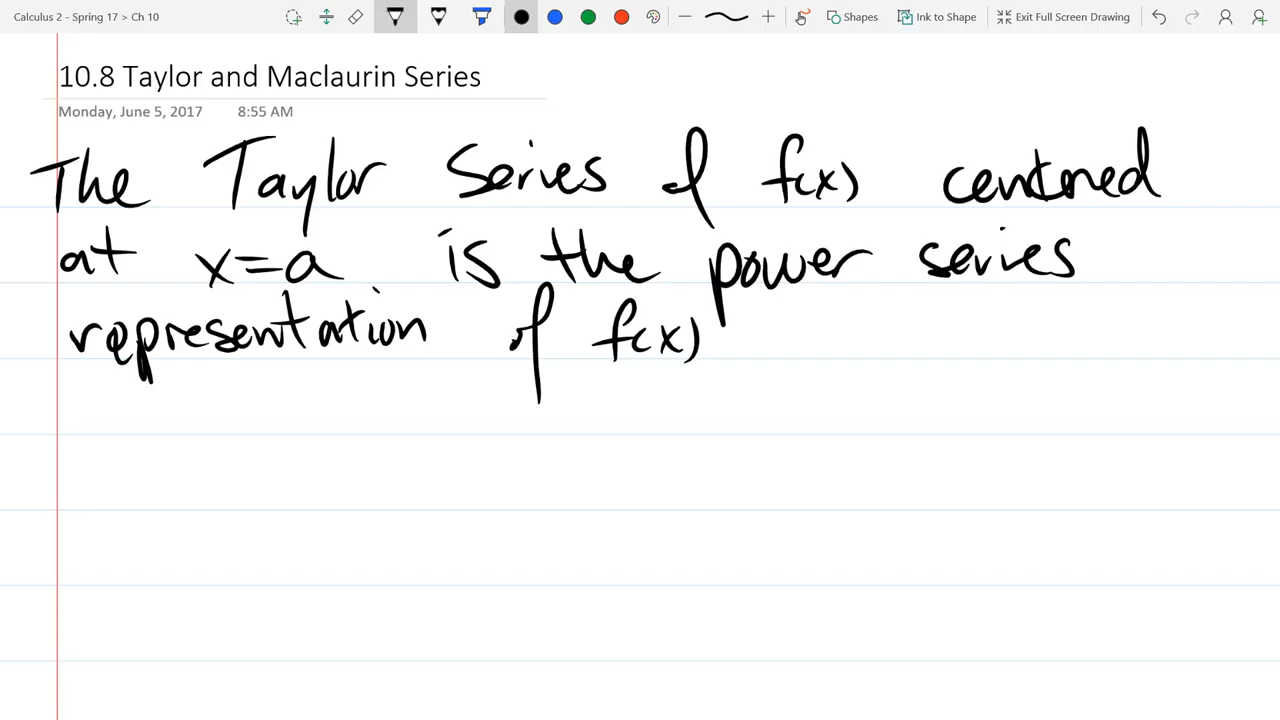 Calculus 2 - Spring 17 > Ch 10
Shapes
Ink to Shape
Exit Full Screen Drawing
10.8 Taylor and Maclaurin Series
Monday, June 5, 2017 8:55 AM
The Taylor Series of f(x) centred
at x=a is the power series
representation of f(x)